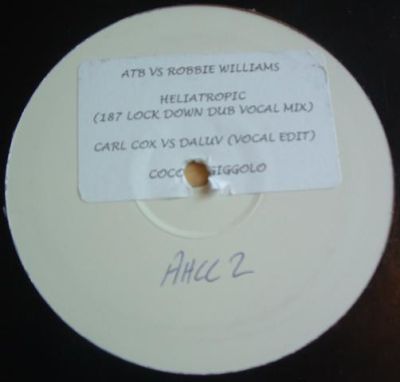 ATB VS ROBBIE WILLIAMS
HELIATROPIC
(187 LOCK DOWN DUB VOCAL MIX)
CARL COX VS DALUV (VOCAL EDIT)
COCO GIGGOLO
AHCC 2